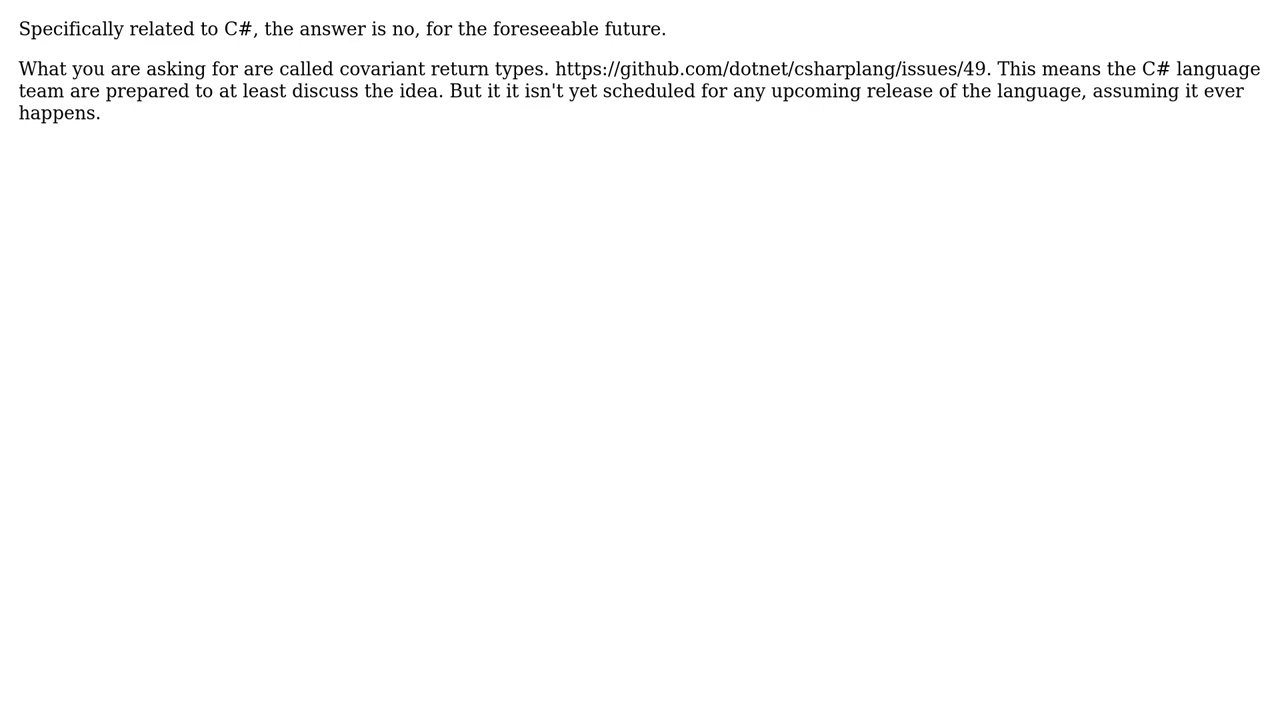 Specifically related to C#, the answer is no, for the foreseeable future.
What you are asking for are called covariant return types. https://github.com/dotnet/csharplang/issues/49. This means the C# language
team are prepared to at least discuss the idea. But it it isn't yet scheduled for any upcoming release of the language, assuming it ever
happens.